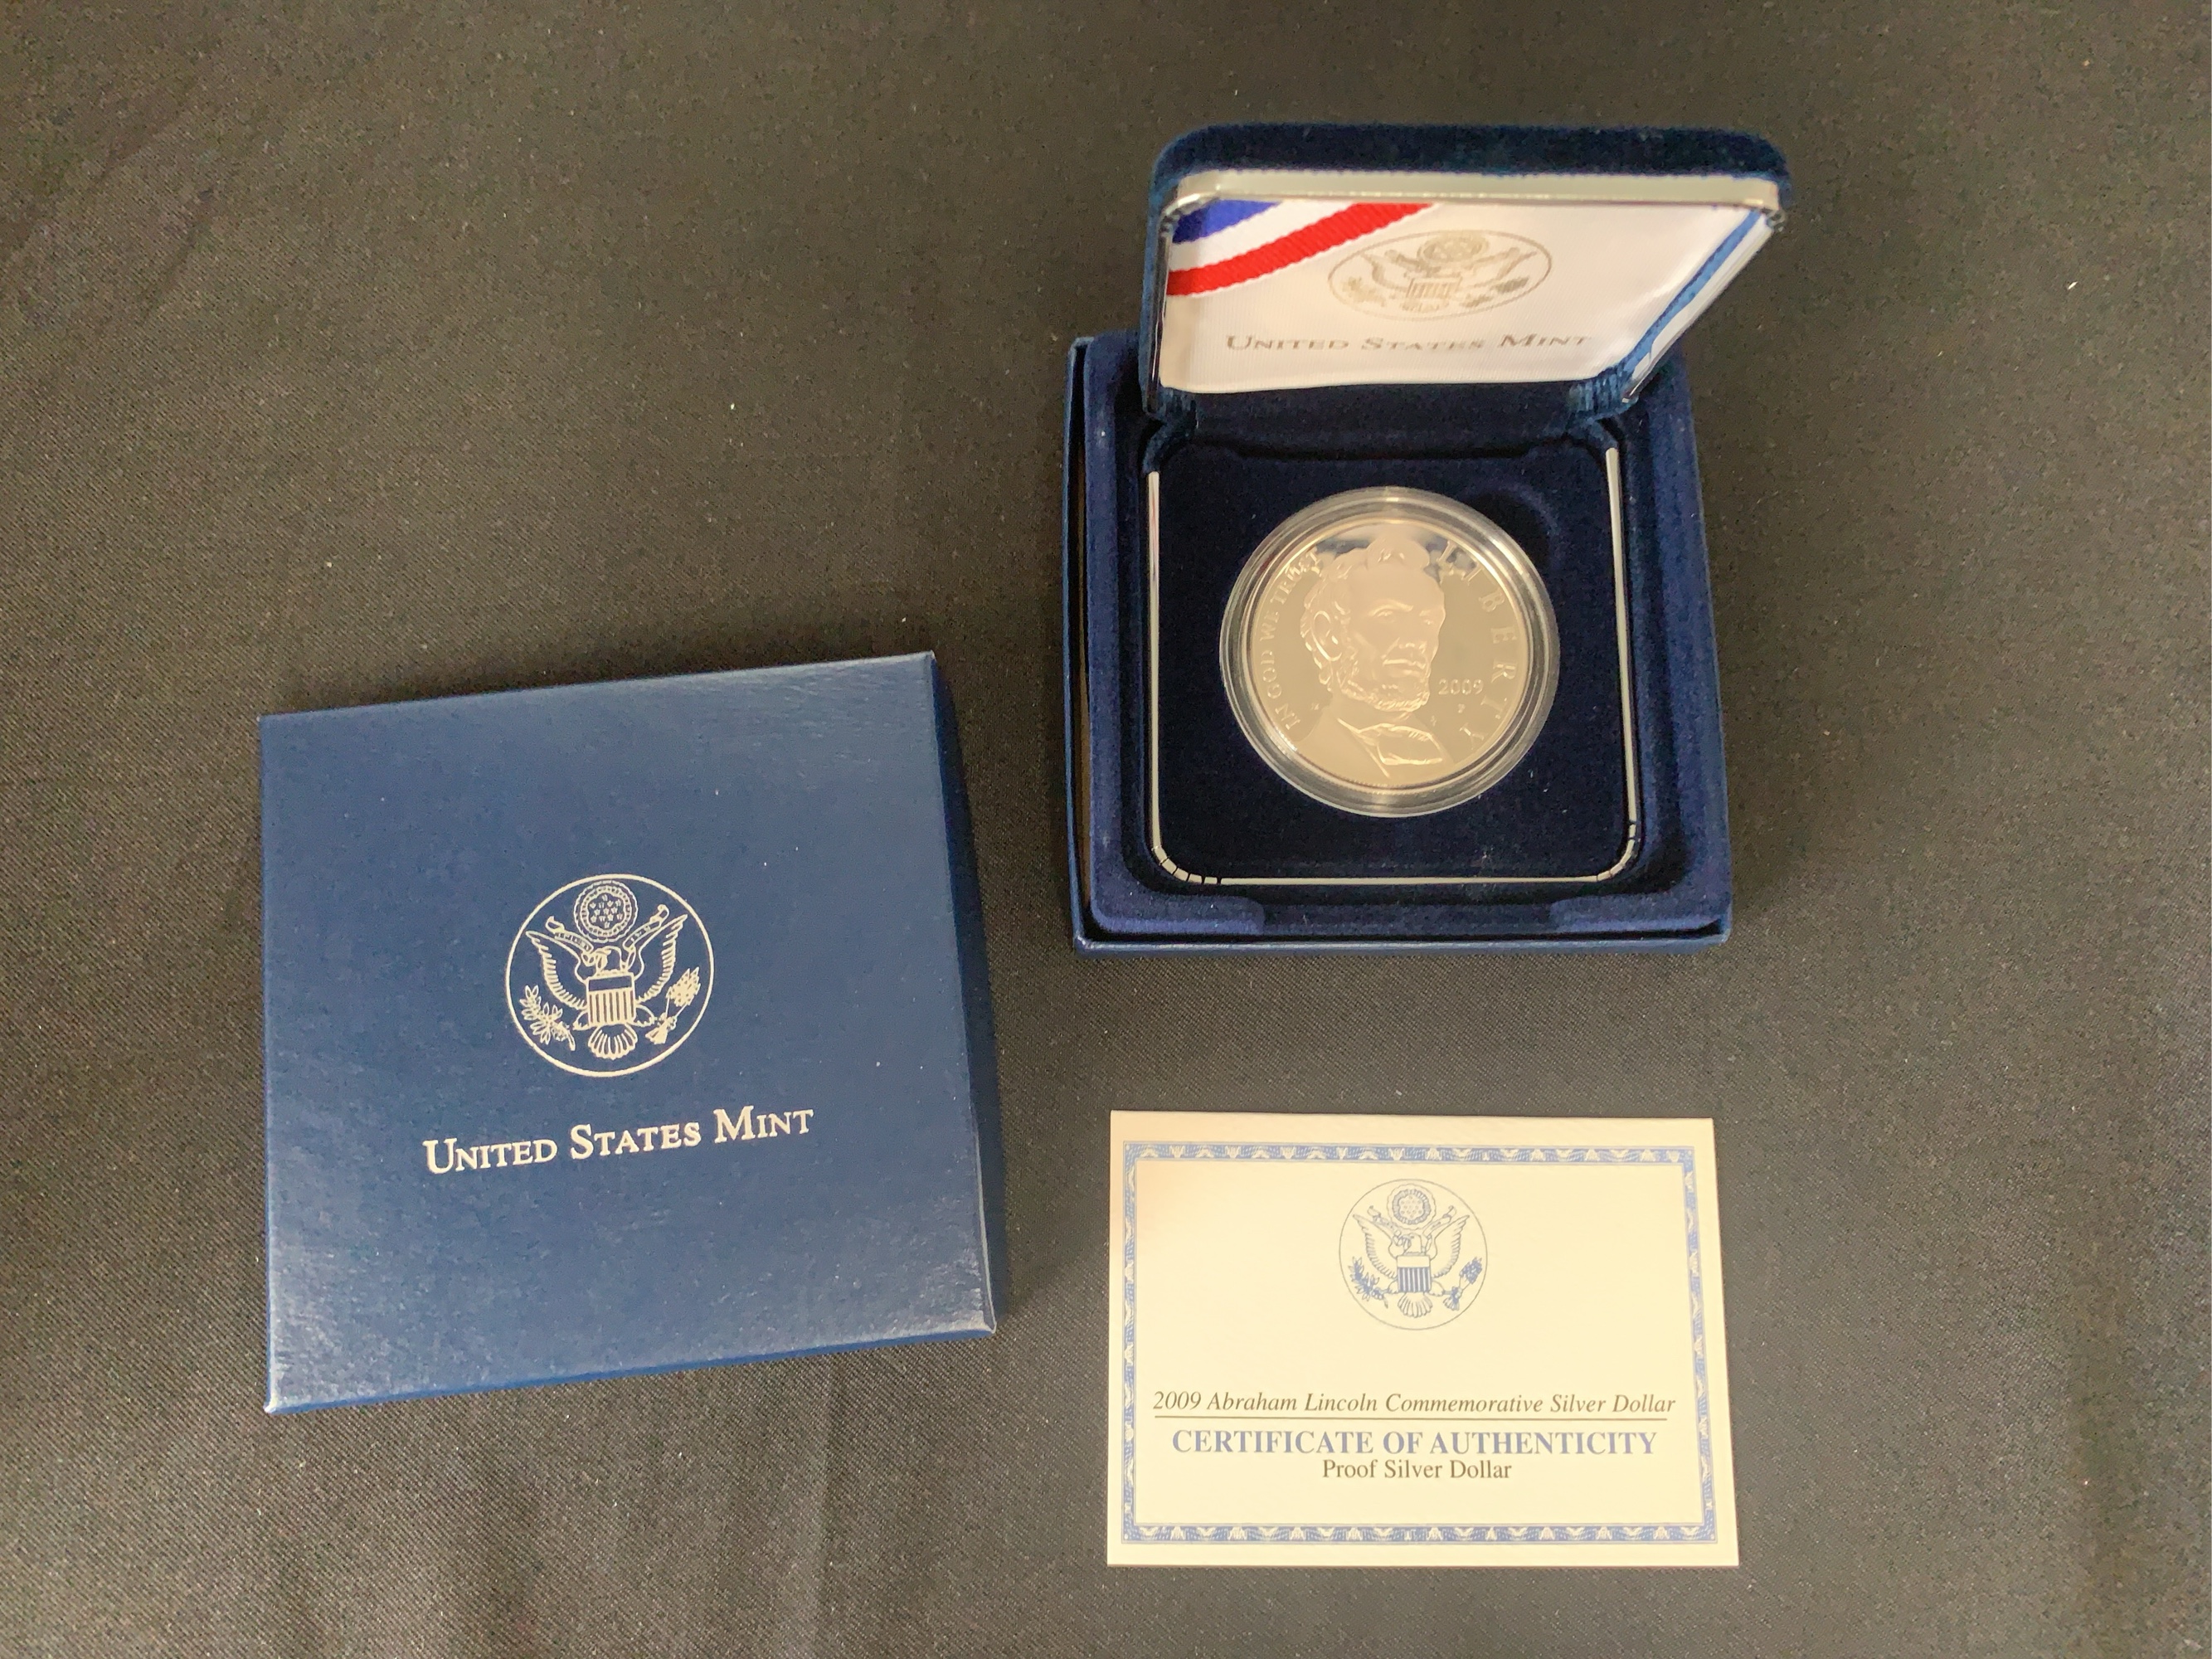 UNITED STATES MINT
IN GOD WE TRUST
LIBERTY
2009
P
UNITED STATES MINT
2009 Abraham Lincoln Commemorative Silver Dollar
CERTIFICATE OF AUTHENTICITY
Proof Silver Dollar